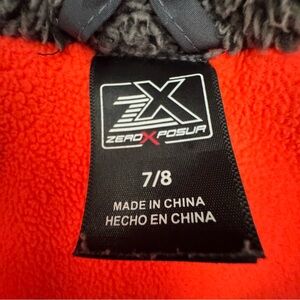 ZX
ZEROXPOSUR
7/8
MADE IN CHINA
HECHO EN CHINA